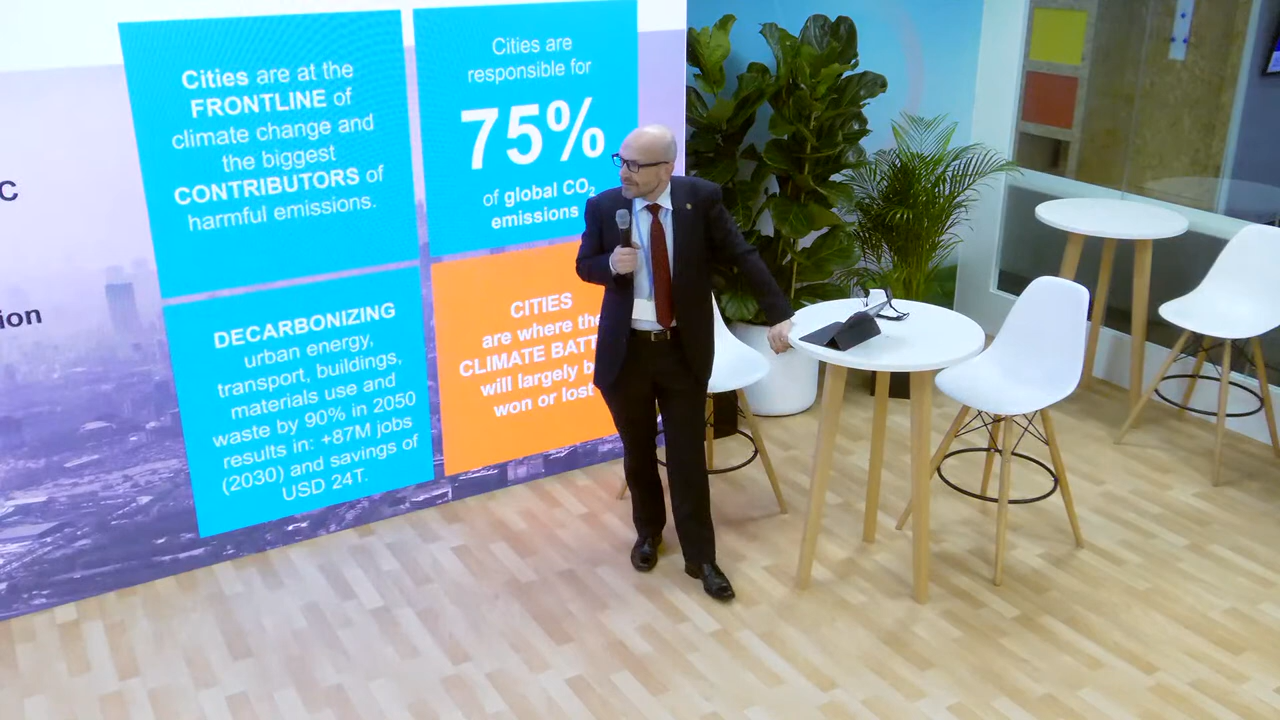 C
ion
Cities are at the
FRONTLINE of
climate change and
the biggest
CONTRIBUTORS of
harmful emissions.
Cities are
responsible for
75%
of global CO₂
emissions
DECARBONIZING
urban energy,
transport, buildings,
materials use and
waste by 90% in 2050
results in: +87M jobs
(2030) and savings of
USD 24T.
CITIES
are where the
CLIMATE BATT
will largely b
won or lost